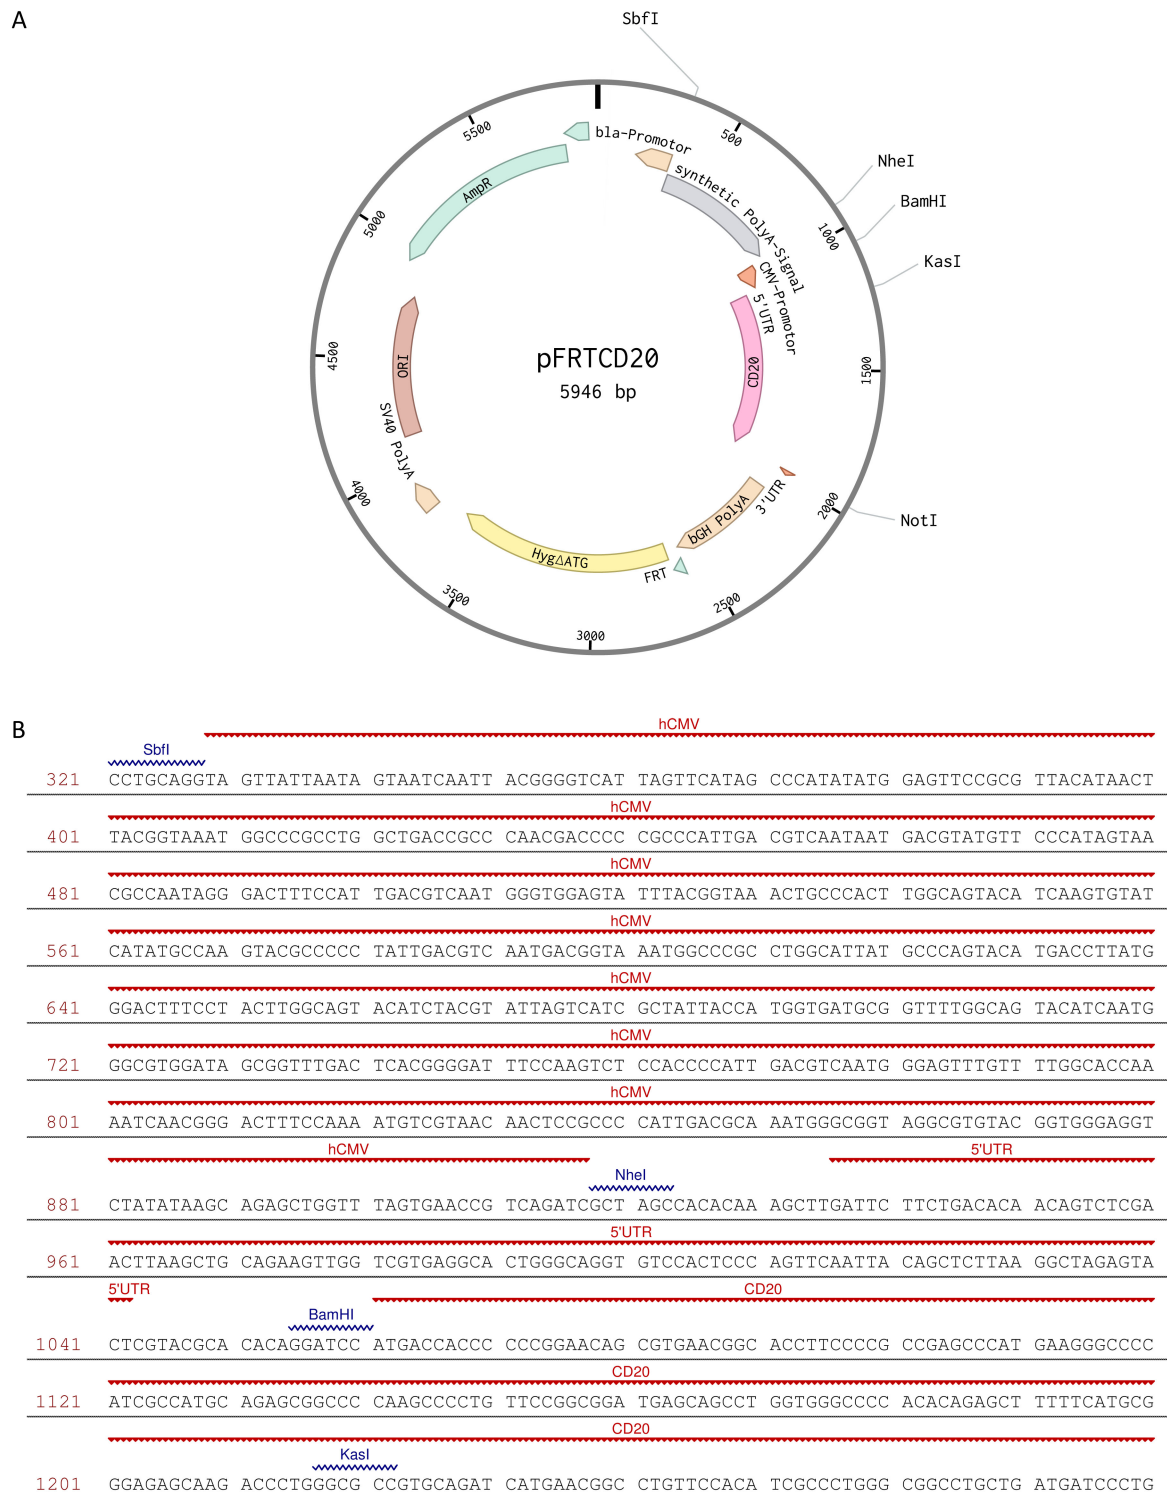 A
SbfI
bla-Promotor
5500
500
synthetic PolyA-Signal
NheI
AmpR
BamHI
5000
1000
CMV-Promotor
KasI
5'UTR
pFRTCD20
5946 bp
4500
ORI
CD20
1500
SV40 PolyA
3'UTR
bGH PolyA
4000
2000
NotI
HygΔATG
FRT
3500
2500
3000
B
hCMV
SbfI
321 CCTGCAGGTA GTTATTAATA GTAATCAATT ACGGGGTCAT TAGTTCATAG CCCATATATG GAGTTCCGCG TTACATAACT
hCMV
401 TACGGTAAAT GGCCCGCCTG GCTGACCGCC CAACGACCCC CGCCCATTGA CGTCAATAAT GACGTATGTT CCCATAGTAA
hCMV
481 CGCCAATAGG GACTTTCCAT TGACGTCAAT GGGTGGAGTA TTTACGGTAA ACTGCCCACT TGGCAGTACA TCAAGTGTAT
hCMV
561 CATATGCCAA GTACGCCCCC TATTGACGTC AATGACGGTA AATGGCCCGC CTGGCATTAT GCCCAGTACA TGACCTTATG
hCMV
641 GGACTTTCCT ACTTGGCAGT ACATCTACGT ATTAGTCATC GCTATTACCA TGGTGATGCG GTTTTGGCAG TACATCAATG
hCMV
721 GGCGTGGATA GCGGTTTGAC TCACGGGGAT TTCCAAGTCT CCACCCCATT GACGTCAATG GGAGTTTGTT TTGGCACCAA
hCMV
801 AATCAACGGG ACTTTCCAAA ATGTCGTAAC AACTCCGCCC CATTGACGCA AATGGGCGGT AGGCGTGTAC GGTGGGAGGT
hCMV 5'UTR
NheI
881 CTATATAAGC AGAGCTGGTT TAGTGAACCG TCAGATCGCT AGCCACACAA AGCTTGATTC TTCTGACACA ACAGTCTCGA
5'UTR
961 ACTTAAGCTG CAGAAGTTGG TCGTGAGGCA CTGGGCAGGT GTCCACTCCC AGTTCAATTA CAGCTCTTAA GGCTAGAGTA
5'UTR CD20
BamHI
1041 CTCGTACGCA CACAGGATCC ATGACCACCC CCCGGAACAG CGTGAACGGC ACCTTCCCCG CCGAGCCCAT GAAGGGCCCC
CD20
1121 ATCGCCATGC AGAGCGGCCC CAAGCCCCTG TTCCGGCGGA TGAGCAGCCT GGTGGGCCCC ACACAGAGCT TTTTCATGCG
CD20
KasI
1201 GGAGAGCAAG ACCCTGGGCG CCGTGCAGAT CATGAACGGC CTGTTCCACA TCGCCCTGGG CGGCCTGCTG ATGATCCCTG